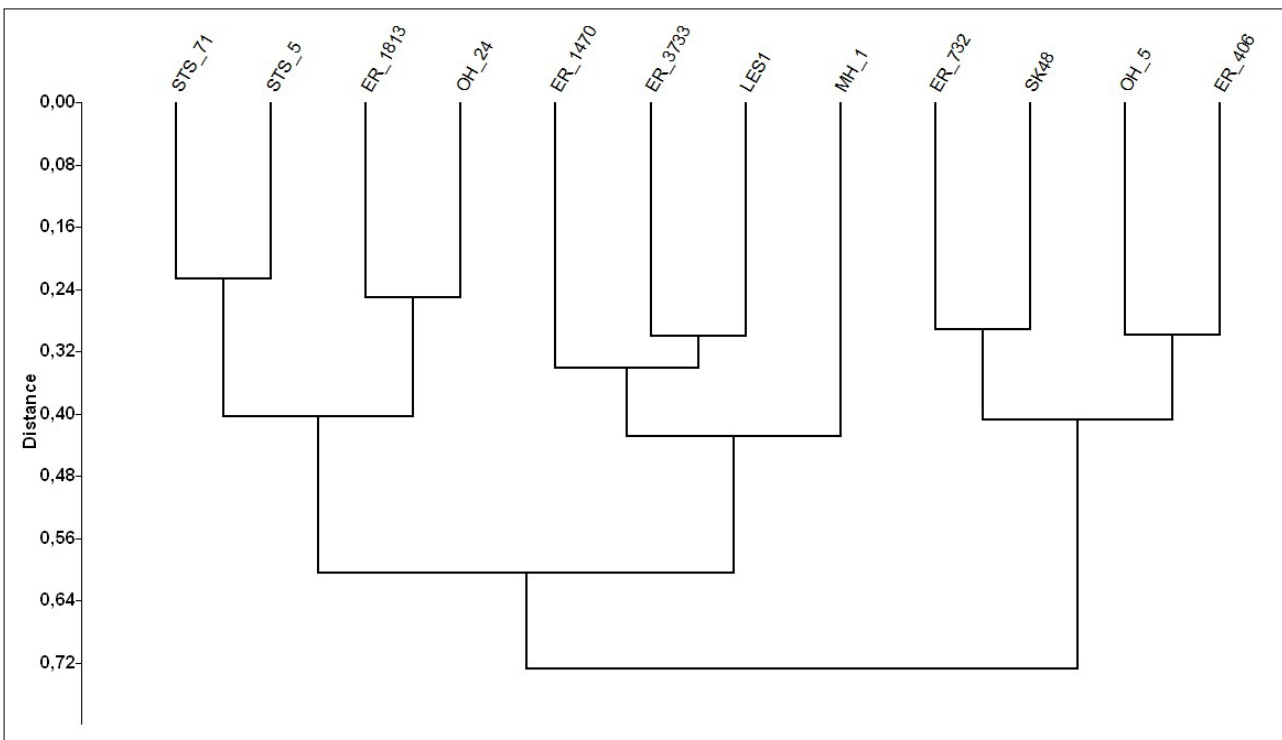 STS_71
STS_5
ER_1813
OH_24
ER_1470
ER_3733
LES1
MH_1
ER_732
SK48
OH_5
ER_406
0,00
0,08
0,16
0,24
0,32
0,40
0,48
0,56
0,64
0,72
Distance